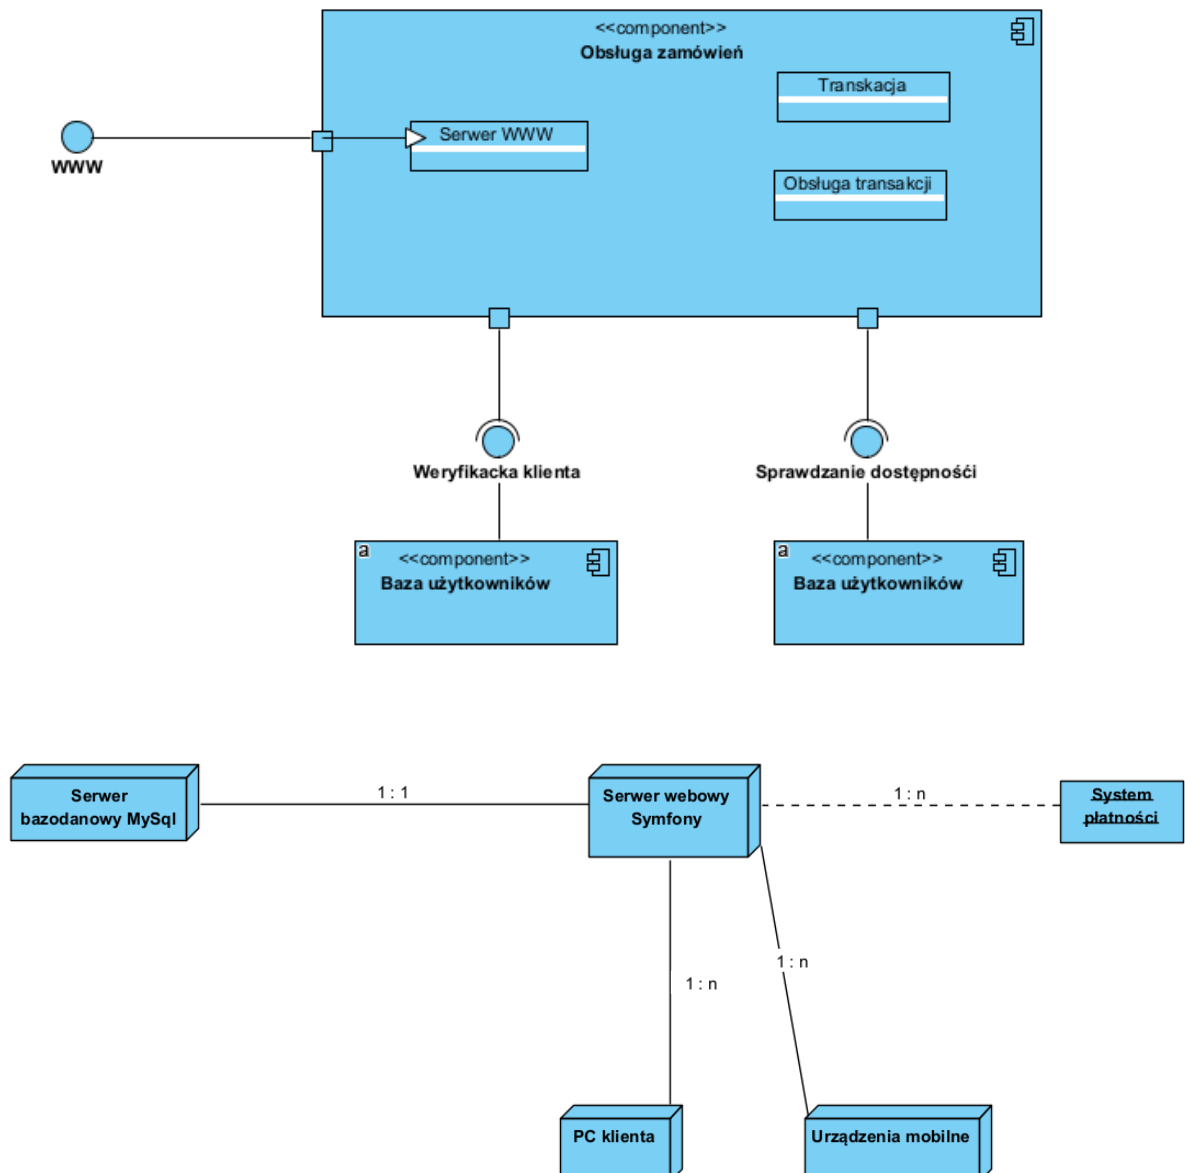 <<component>>
Obsługa zamówień
Transkacja
Serwer WWW
WWW
Obsługa transakcji
Weryfikacka klienta
Sprawdzanie dostępnośći
a
<<component>>
Baza użytkowników
a
<<component>>
Baza użytkowników
Serwer
bazodanowy MySql
1 : 1
Serwer webowy
Symfony
1 : n
System
płatności
1 : n
1 : n
PC klienta
Urządzenia mobilne